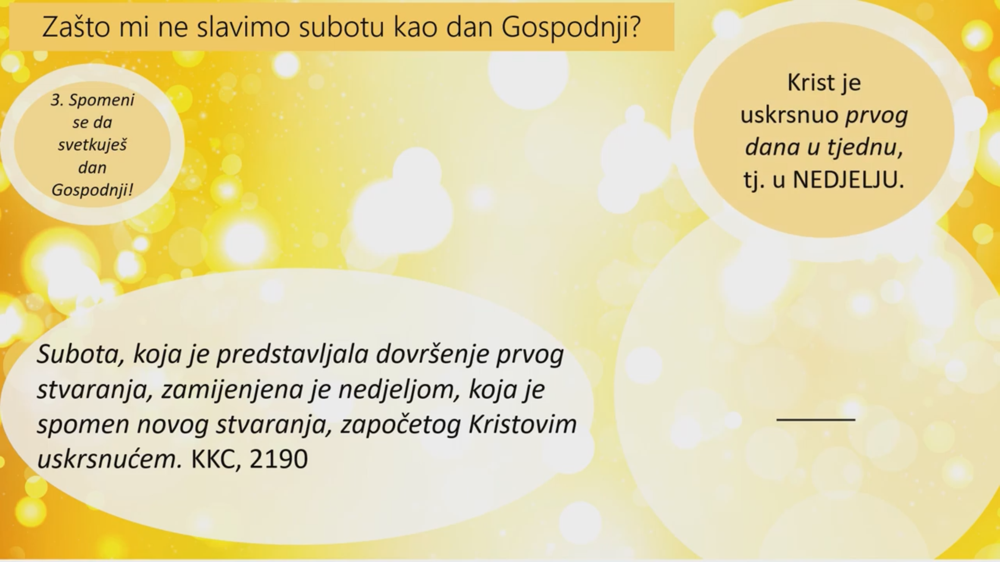 Zašto mi ne slavimo subotu kao dan Gospodnji?
3. Spomeni
se da
svetkuješ
dan
Gospodnji!
Krist je
uskrsnuo prvog
dana u tjednu,
tj. u NEDJELJU.
Subota, koja je predstavljala dovršenje prvog
stvaranja, zamijenjena je nedjeljom, koja je
spomen novog stvaranja, započetog Kristovim
uskrsnućem. KKC, 2190